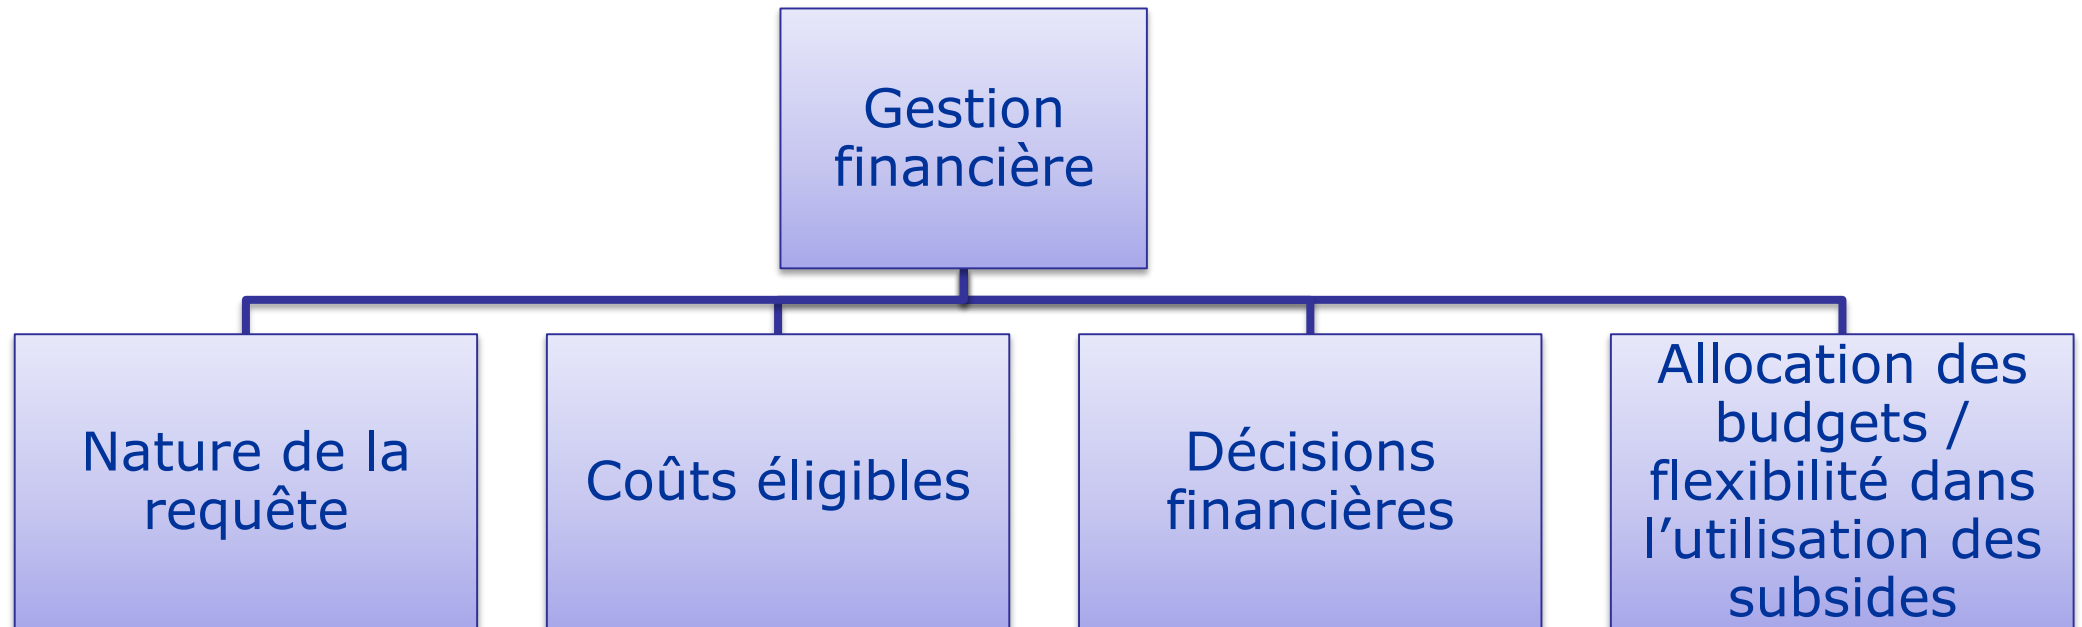 Gestion
financière
Nature de la
requête
Coûts éligibles
Décisions
financières
Allocation des
budgets /
flexibilité dans
l’utilisation des
subsides